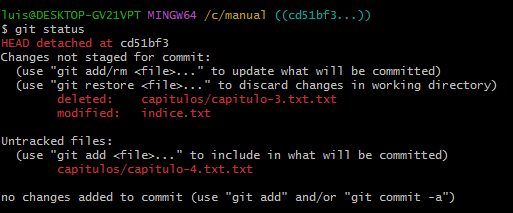 luis@DESKTOP-GV21VPT MINGW64 /c/manual ((cd51bf3...))
$ git status
HEAD detached at cd51bf3
Changes not staged for commit:
  (use "git add/rm <file>..." to update what will be committed)
  (use "git restore <file>..." to discard changes in working directory)
        deleted:    capitulos/capitulo-3.txt.txt
        modified:   indice.txt

Untracked files:
  (use "git add <file>..." to include in what will be committed)
        capitulos/capitulo-4.txt.txt

no changes added to commit (use "git add" and/or "git commit -a")